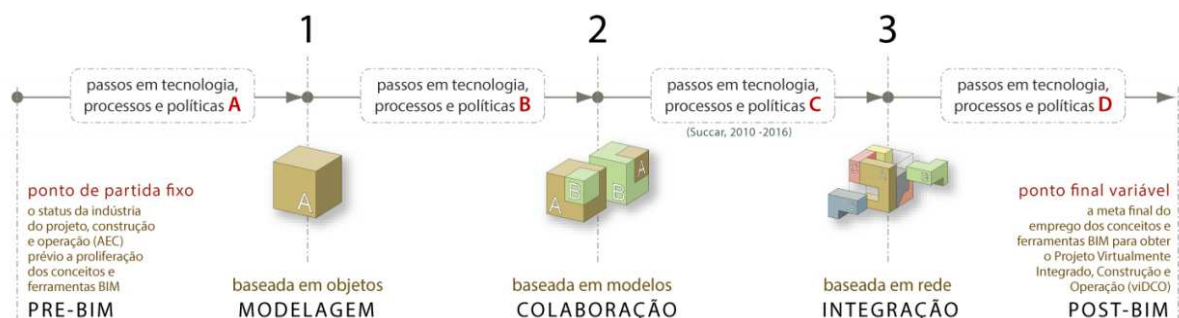 1
2
3
passos em tecnologia,
processos e políticas A
passos em tecnologia,
processos e políticas B
passos em tecnologia,
processos e políticas C
passos em tecnologia,
processos e políticas D
(Succar, 2010 -2016)
A
A
B
B
A
ponto de partida fixo
o status da indústria
do projeto, construção
e operação (AEC)
prévio a proliferação
dos conceitos e
ferramentas BIM
PRE-BIM
baseada em objetos
MODELAGEM
baseada em modelos
COLABORAÇÃO
baseada em rede
INTEGRAÇÃO
ponto final variável
a meta final do
emprego dos conceitos e
ferramentas BIM para obter
o Projeto Virtualmente
Integrado, Construção e
Operação (viDCO)
POST-BIM